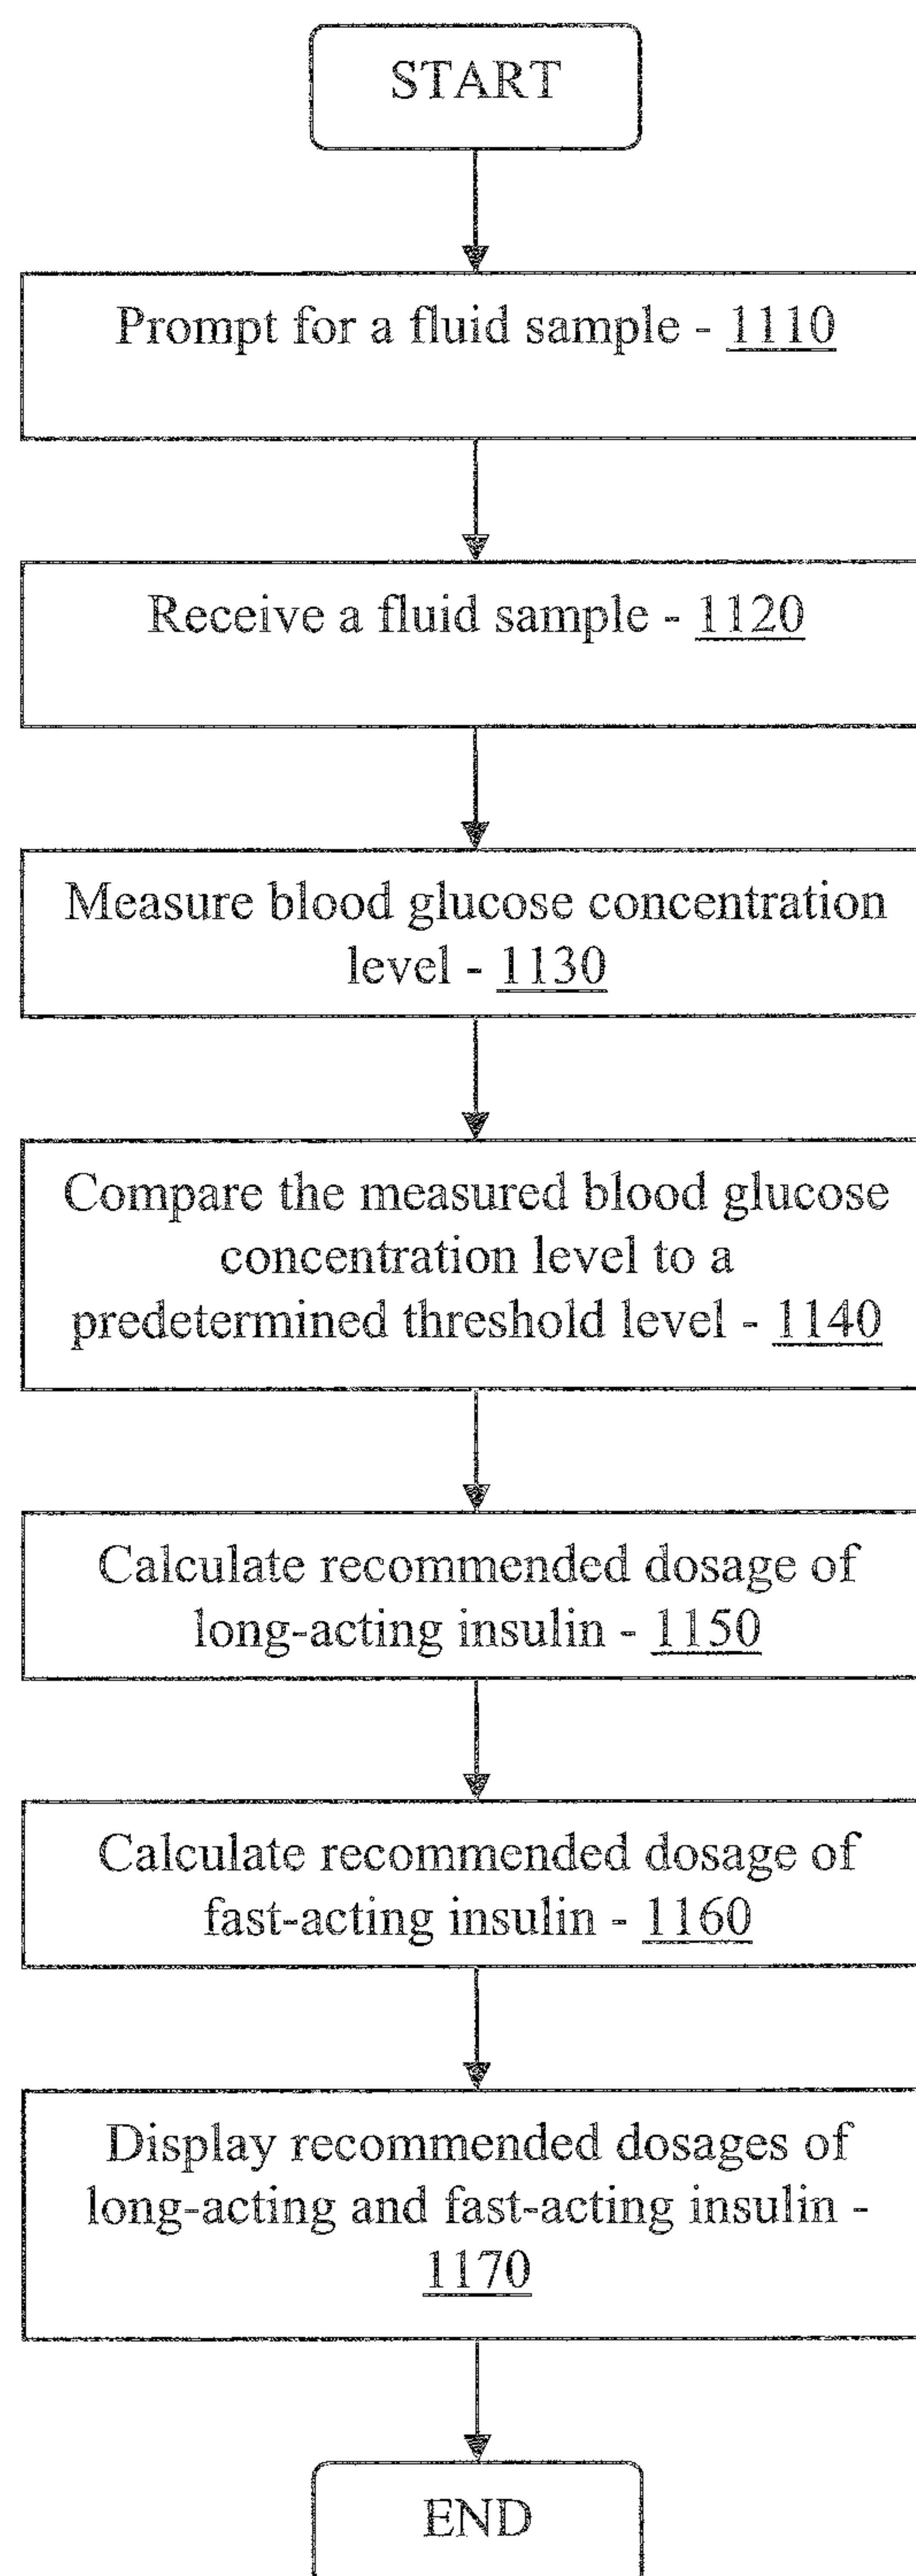 START
Prompt for a fluid sample - 1110
Receive a fluid sample - 1120
Measure blood glucose concentration
level - 1130
Compare the measured blood glucose
concentration level to a
predetermined threshold level - 1140
Calculate recommended dosage of
long-acting insulin - 1150
Calculate recommended dosage of
fast-acting insulin - 1160
Display recommended dosages of
long-acting and fast-acting insulin -
1170
END